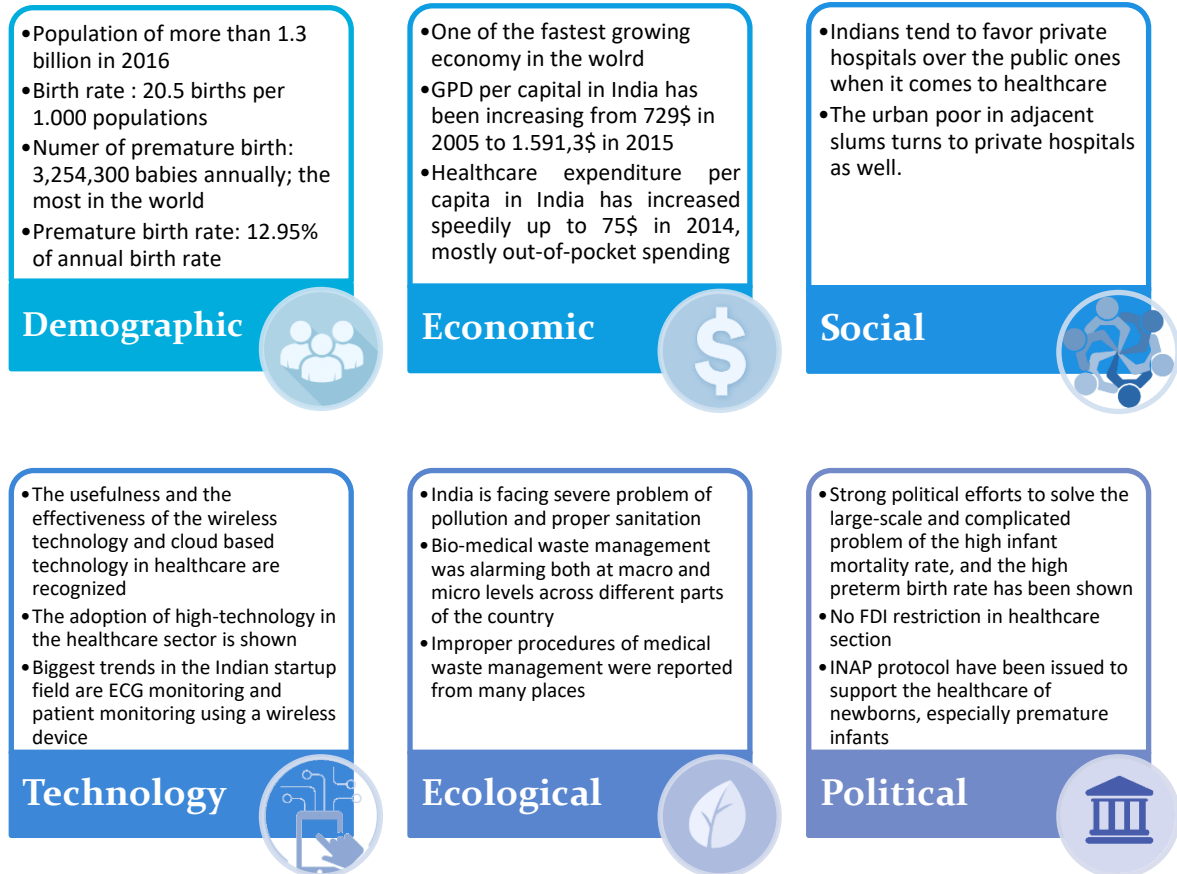 •Population of more than 1.3
billion in 2016
•Birth rate : 20.5 births per
1.000 populations
•Numer of premature birth:
3,254,300 babies annually; the
most in the world
•Premature birth rate: 12.95%
of annual birth rate
Demographic
•One of the fastest growing
economy in the wolrd
•GPD per capital in India has
been increasing from 729$ in
2005 to 1.591,3$ in 2015
•Healthcare expenditure per
capita in India has increased
speedily up to 75$ in 2014,
mostly out-of-pocket spending
Economic
$
•Indians tend to favor private
hospitals over the public ones
when it comes to healthcare
•The urban poor in adjacent
slums turns to private hospitals
as well.
Social
•The usefulness and the
effectiveness of the wireless
technology and cloud based
technology in healthcare are
recognized
•The adoption of high-technology in
the healthcare sector is shown
•Biggest trends in the Indian startup
field are ECG monitoring and
patient monitoring using a wireless
device
Technology
•India is facing severe problem of
pollution and proper sanitation
•Bio-medical waste management
was alarming both at macro and
micro levels across different parts
of the country
•Improper procedures of medical
waste management were reported
from many places
Ecological
•Strong political efforts to solve the
large-scale and complicated
problem of the high infant
mortality rate, and the high
preterm birth rate has been shown
•No FDI restriction in healthcare
section
•INAP protocol have been issued to
support the healthcare of
newborns, especially premature
infants
Political